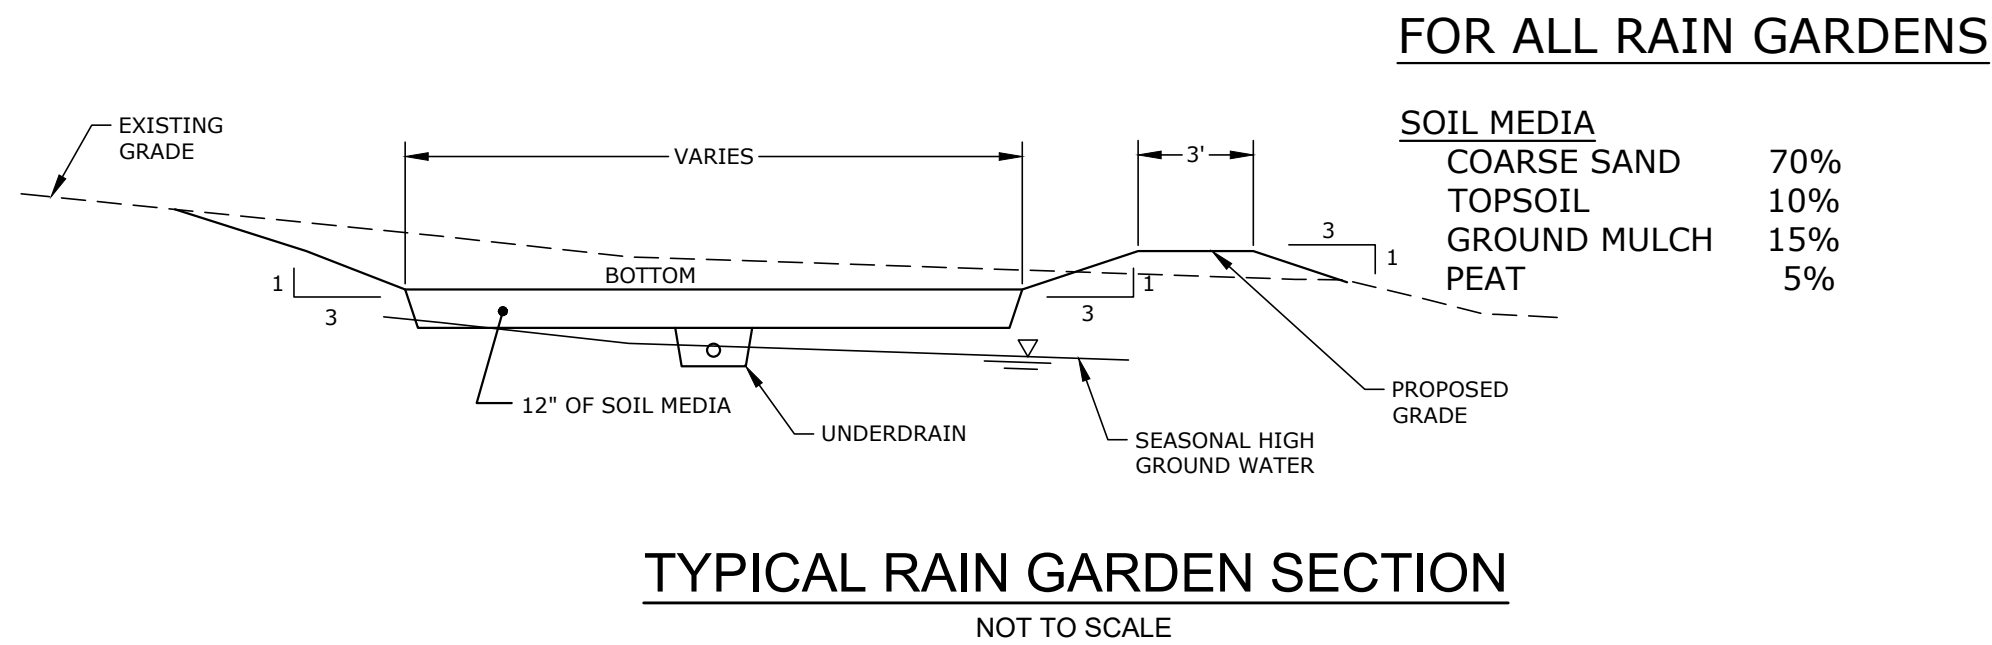 FOR ALL RAIN GARDENS
SOIL MEDIA
COARSE SAND 70%
TOPSOIL 10%
GROUND MULCH 15%
PEAT 5%
EXISTING
GRADE
VARIES
3'
3
1
BOTTOM
1
3
1
3
12" OF SOIL MEDIA
UNDERDRAIN
SEASONAL HIGH
GROUND WATER
PROPOSED
GRADE
TYPICAL RAIN GARDEN SECTION
NOT TO SCALE